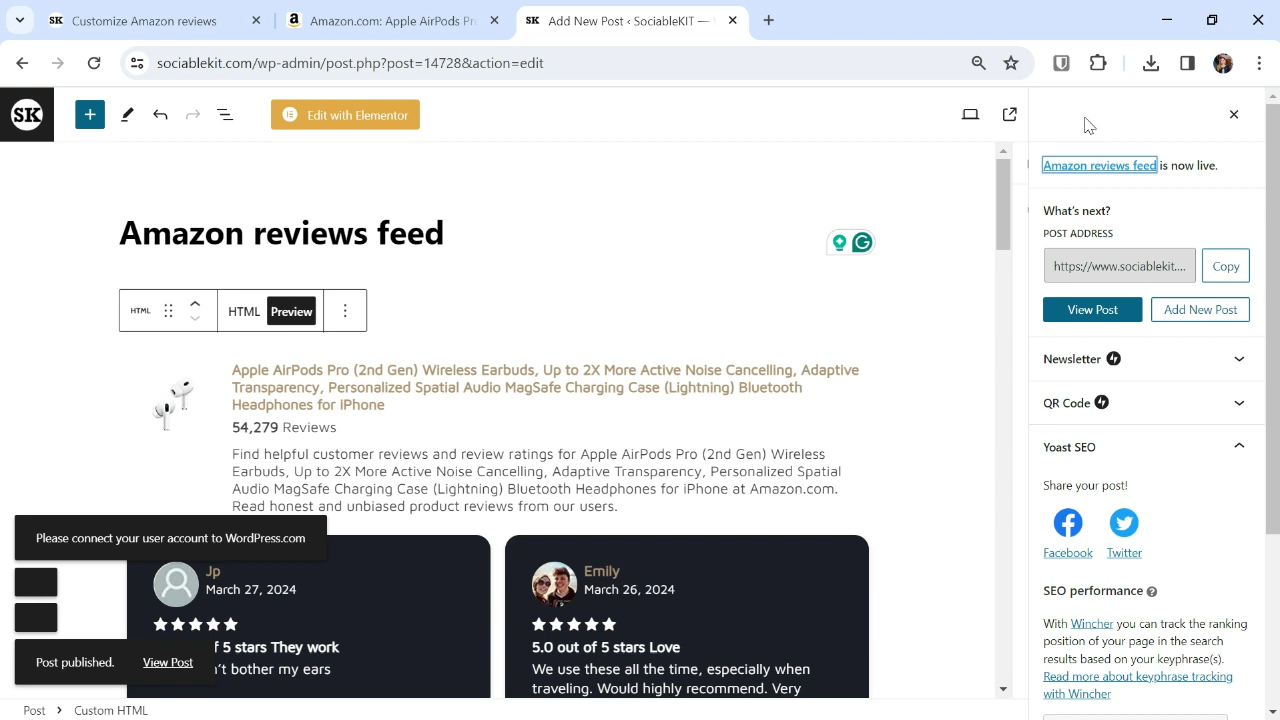 SK Customize Amazon reviews
a Amazon.com: Apple AirPods Pr
SK Add New Post ‹ SociableKIT —
sociablekit.com/wp-admin/post.php?post=14728&action=edit
SK
Edit with Elementor
Amazon reviews feed is now live.
What's next?
POST ADDRESS
https://www.sociablekit....
Copy
View Post
Add New Post
Newsletter
QR Code
Yoast SEO
Share your post!
Facebook
Twitter
SEO performance
With Wincher you can track the ranking
position of your page in the search
results based on your keyphrase(s).
Read more about keyphrase tracking
with Wincher
Amazon reviews feed
HTML
HTML
Preview
Apple AirPods Pro (2nd Gen) Wireless Earbuds, Up to 2X More Active Noise Cancelling, Adaptive
Transparency, Personalized Spatial Audio MagSafe Charging Case (Lightning) Bluetooth
Headphones for iPhone
54,279 Reviews
Find helpful customer reviews and review ratings for Apple AirPods Pro (2nd Gen) Wireless
Earbuds, Up to 2X More Active Noise Cancelling, Adaptive Transparency, Personalized Spatial
Audio MagSafe Charging Case (Lightning) Bluetooth Headphones for iPhone at Amazon.com.
Read honest and unbiased product reviews from our users.
Please connect your user account to WordPress.com
Jp
March 27, 2024
of 5 stars They work
't bother my ears
Emily
March 26, 2024
5.0 out of 5 stars Love
We use these all the time, especially when
traveling. Would highly recommend. Very
Post published.
View Post
Post
Custom HTML